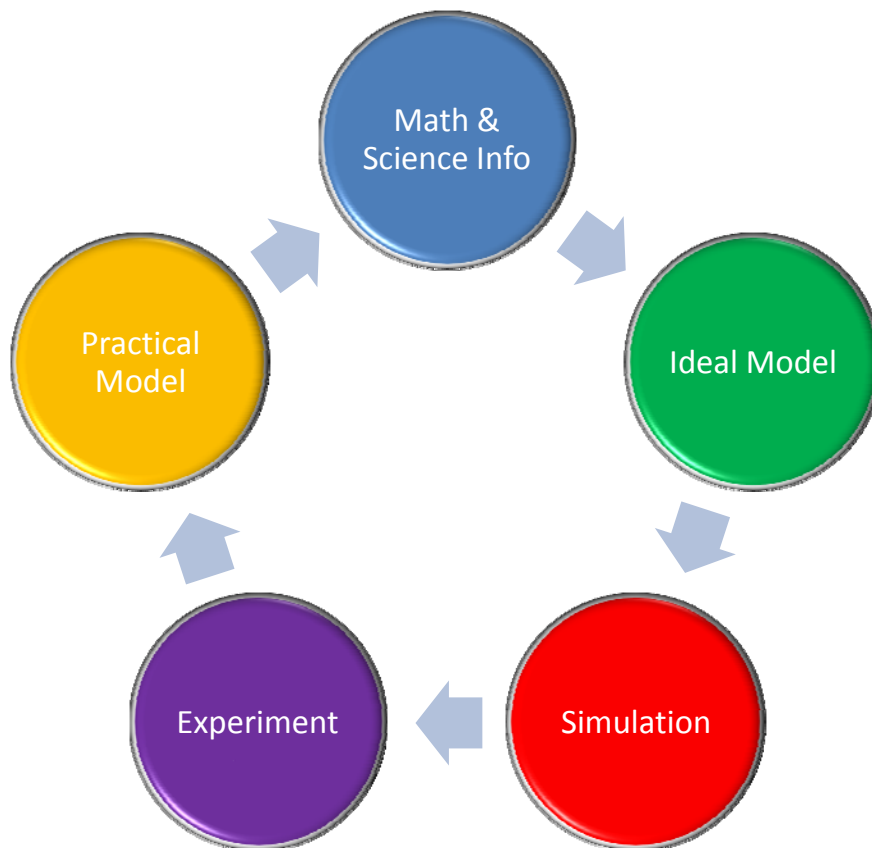 Math &
Science Info
Ideal Model
Simulation
Experiment
Practical
Model